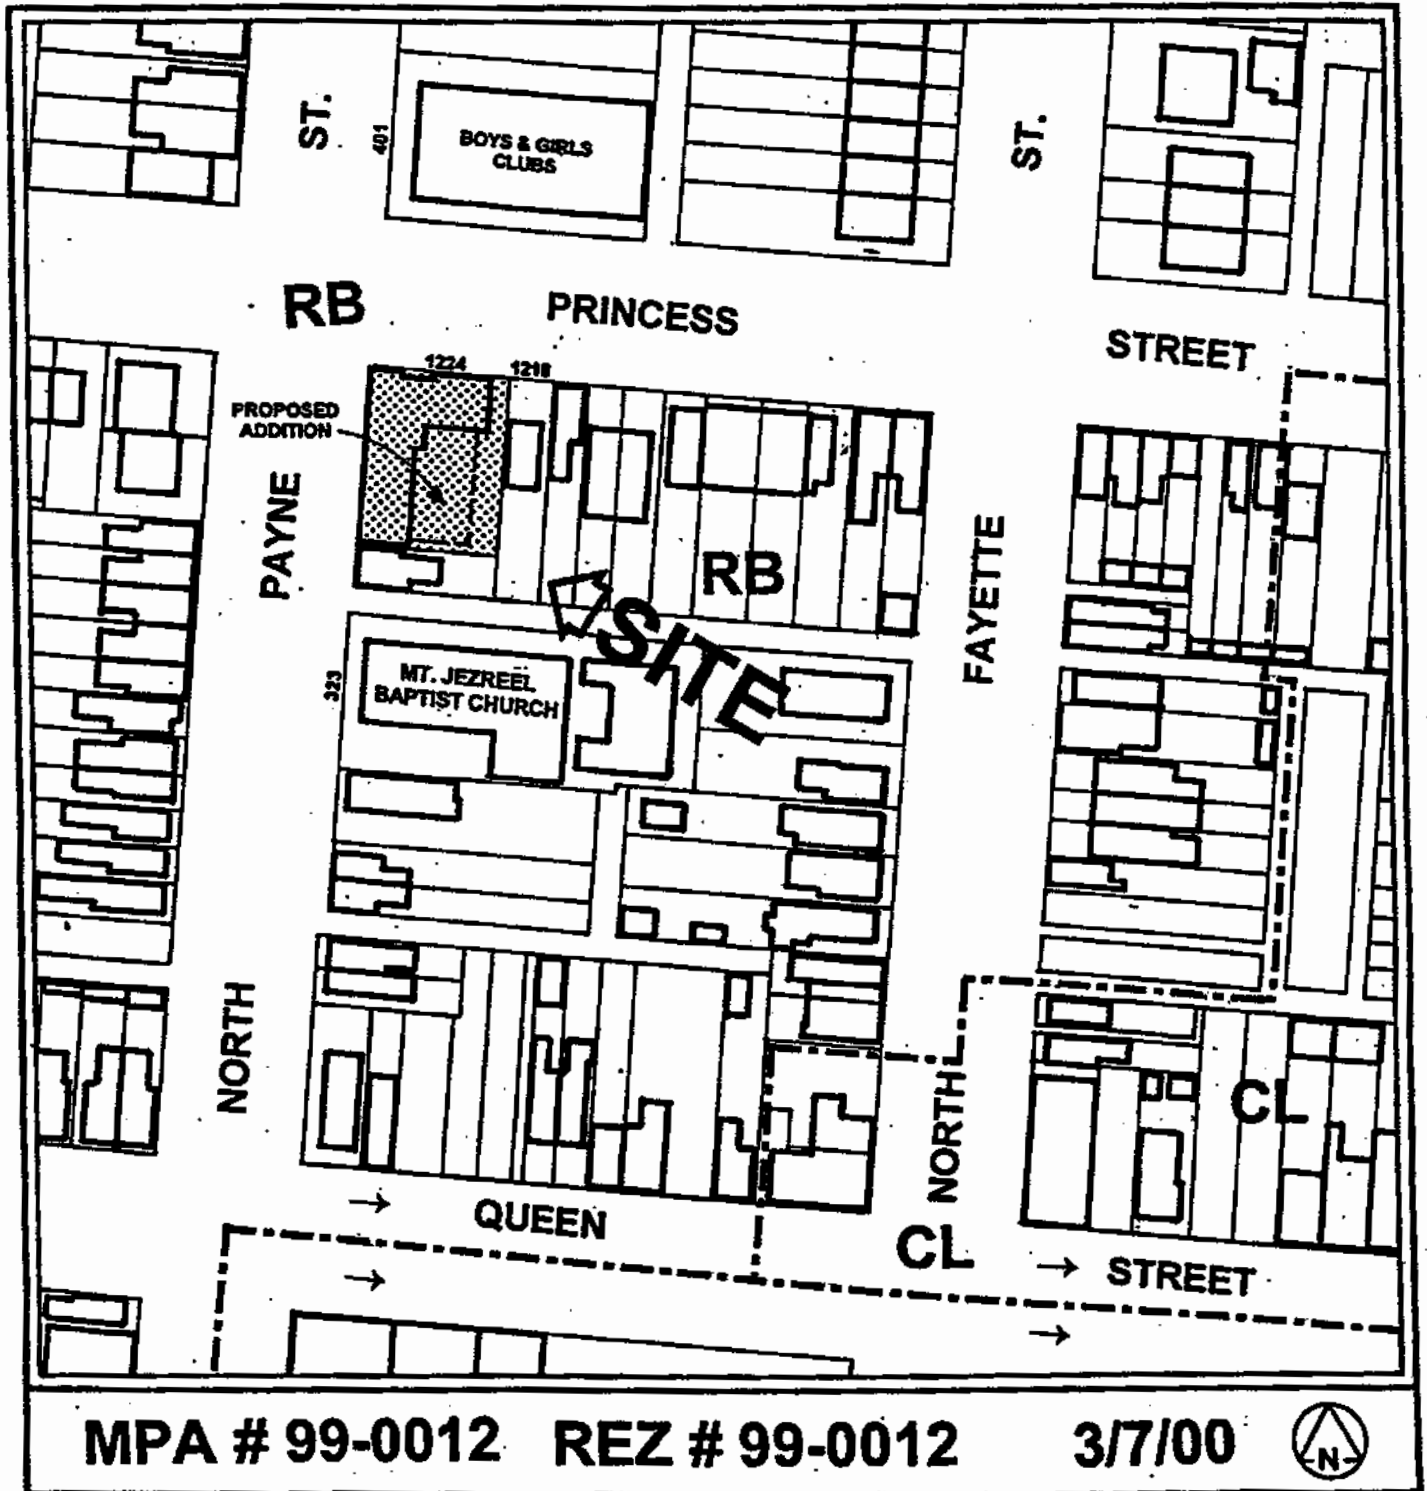 ST.
401
BOYS & GIRLS
CLUBS
ST.
RB
PRINCESS
STREET
1224
1218
PROPOSED
ADDITION
PAYNE
RB
FAYETTE
SITE
323
MT. JEZREEL
BAPTIST CHURCH
NORTH
NORTH
CL
QUEEN
CL
STREET
MPA # 99-0012 REZ # 99-0012 3/7/00
N